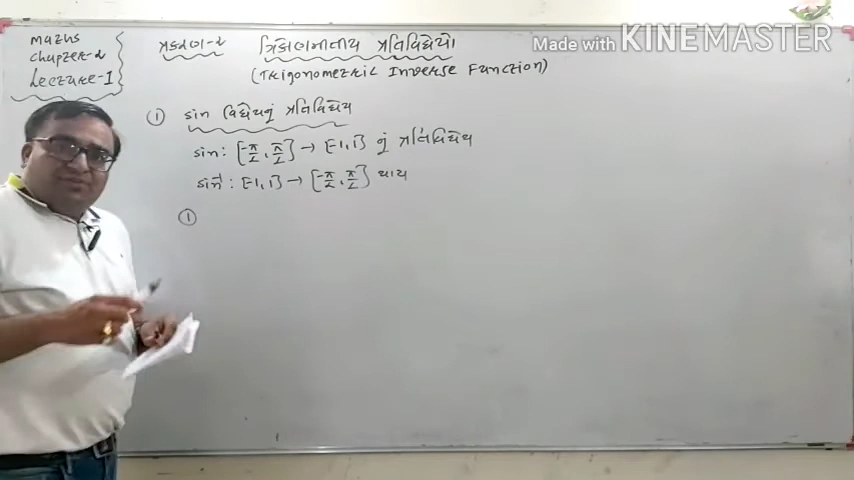 Maths
Chapter-2
Lecture-1
પ્રકરણ-૨ ત્રિકોણમિતીય પ્રતિવિધેયો
(Trigonometric Inverse Function)
Made with KINEMASTER
① sin વિધેયનું પ્રતિવિધેય
sin : [-π/2, π/2] → [-1, 1] નું પ્રતિવિધેય
sin⁻¹ : [-1, 1] → [-π/2, π/2] થાય
①